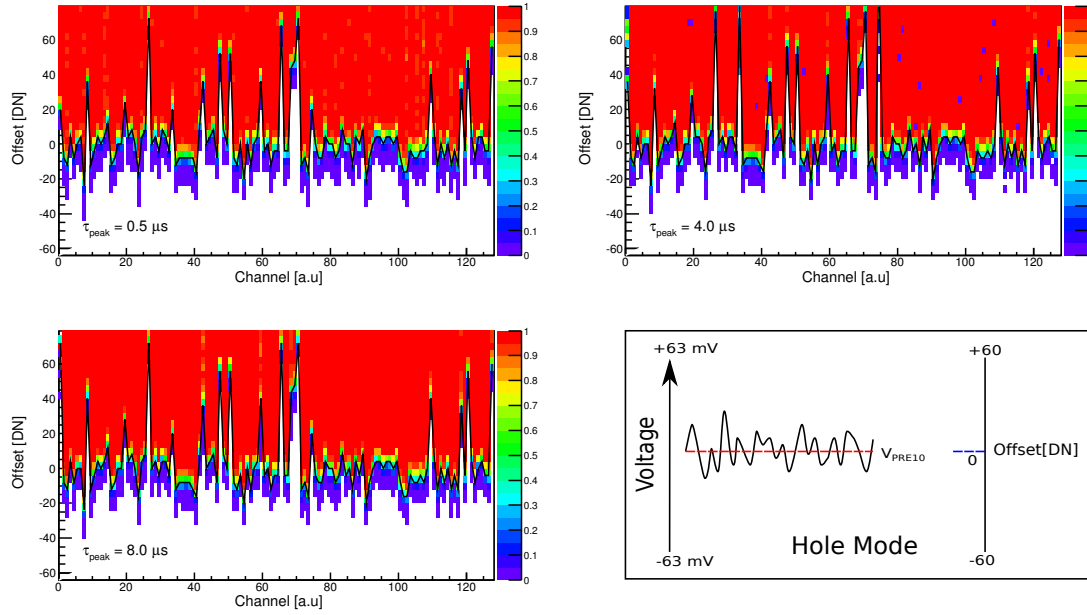 Offset [DN]
80
60
40
20
0
-20
-40
-60
τpeak = 0.5 μs
0 20 40 60 80 100 120
Channel [a.u]
1
0.9
0.8
0.7
0.6
0.5
0.4
0.3
0.2
0.1
0
Offset [DN]
80
60
40
20
0
-20
-40
-60
τpeak = 4.0 μs
0 20 40 60 80 100 120
Channel [a.u]
Offset [DN]
80
60
40
20
0
-20
-40
-60
τpeak = 8.0 μs
0 20 40 60 80 100 120
Channel [a.u]
1
0.9
0.8
0.7
0.6
0.5
0.4
0.3
0.2
0.1
0
+63 mV
+60
Voltage
VPRE10
0
Offset[DN]
-63 mV
-60
Hole Mode